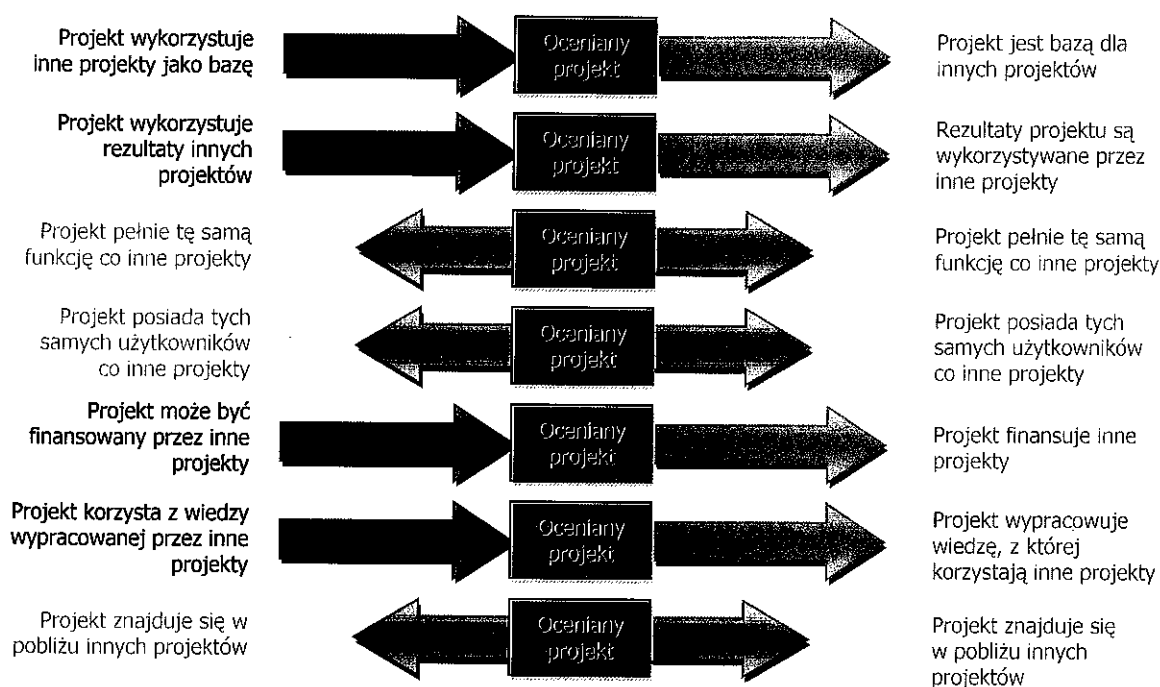 Projekt wykorzystuje
inne projekty jako bazę
Oceniany
projekt
Projekt jest bazą dla
innych projektów
Projekt wykorzystuje
rezultaty innych
projektów
Oceniany
projekt
Rezultaty projektu są
wykorzystywane przez
inne projekty
Projekt pełnie tę samą
funkcję co inne projekty
Oceniany
projekt
Projekt pełnie tę samą
funkcję co inne projekty
Projekt posiada tych
samych użytkowników
co inne projekty
Oceniany
projekt
Projekt posiada tych
samych użytkowników
co inne projekty
Projekt może być
finansowany przez inne
projekty
Oceniany
projekt
Projekt finansuje inne
projekty
Projekt korzysta z wiedzy
wypracowanej przez inne
projekty
Oceniany
projekt
Projekt wypracowuje
wiedzę, z której
korzystają inne projekty
Projekt znajduje się w
pobliżu innych projektów
Oceniany
projekt
Projekt znajduje się
w pobliżu innych
projektów